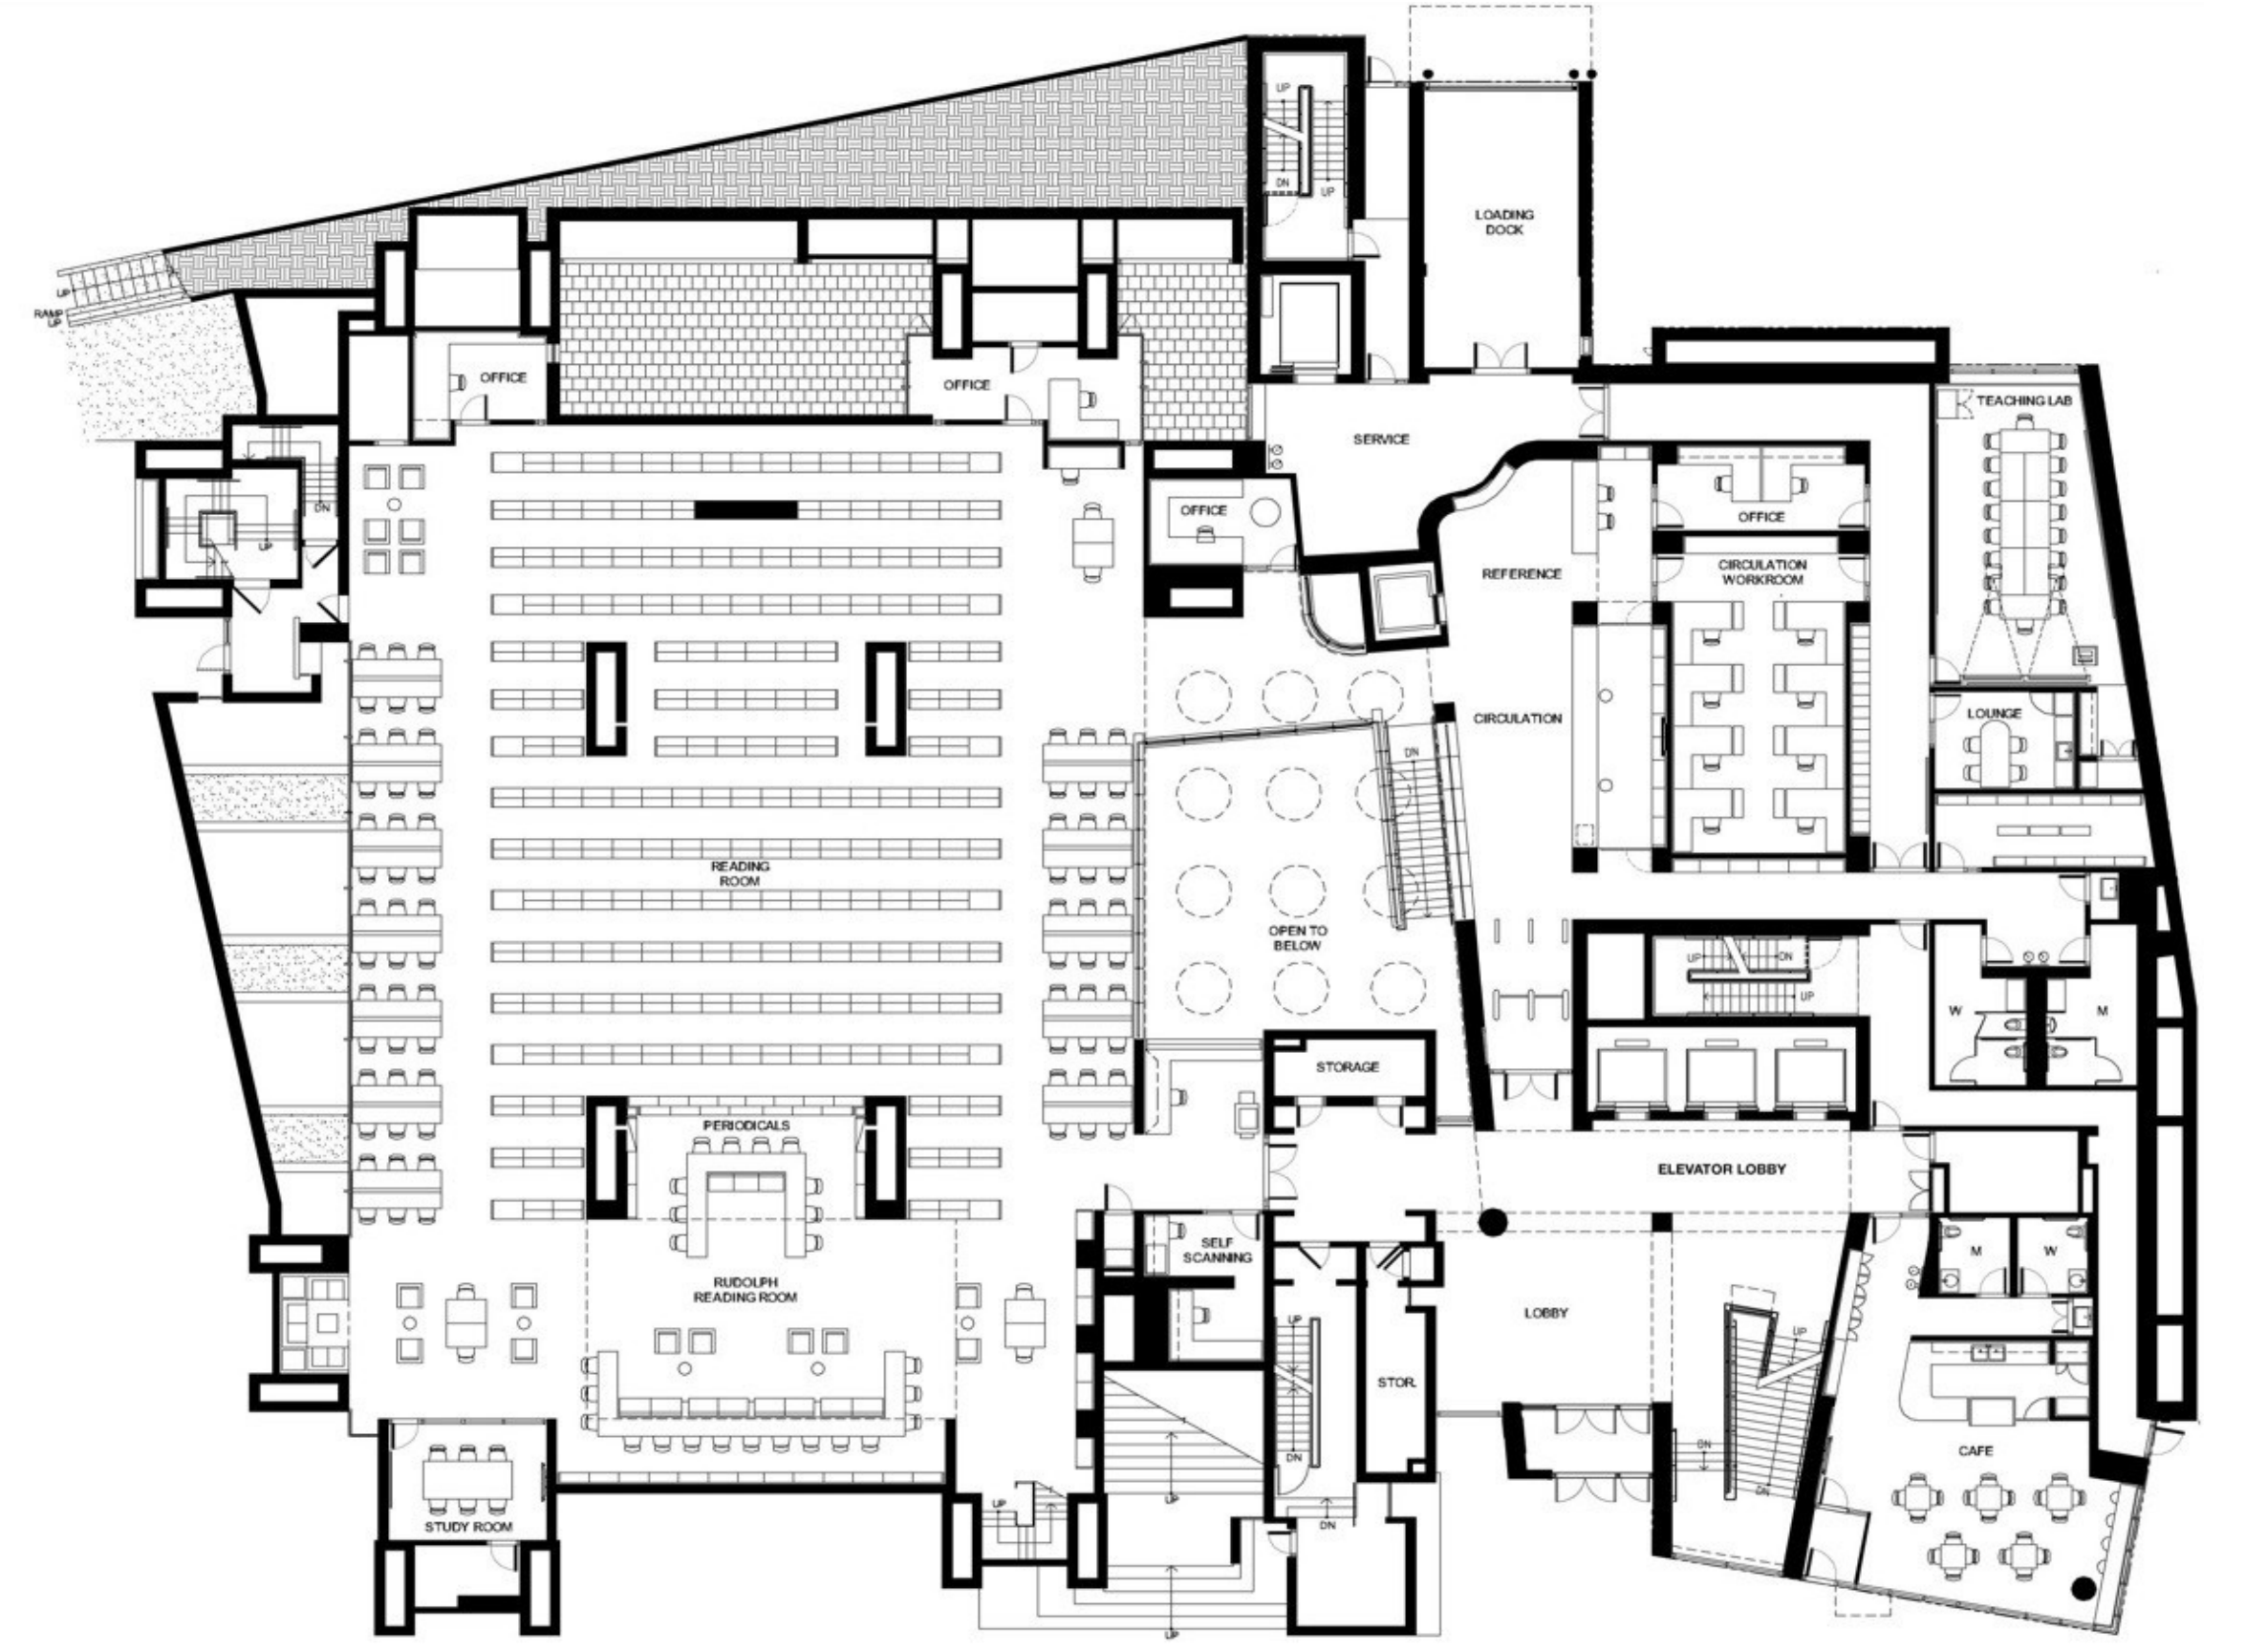 UP
DN
UP
LOADING
DOCK
UP
RAMP
UP
OFFICE
OFFICE
TEACHING LAB
SERVICE
DN
UP
OFFICE
OFFICE
REFERENCE
CIRCULATION
WORKROOM
CIRCULATION
LOUNGE
DN
READING
ROOM
OPEN TO
BELOW
UP
DN
UP
W
M
STORAGE
PERIODICALS
ELEVATOR LOBBY
SELF
SCANNING
M
W
RUDOLPH
READING ROOM
LOBBY
UP
UP
STOR.
DN
DN
CAFE
DN
UP
UP
DN
STUDY ROOM
UP